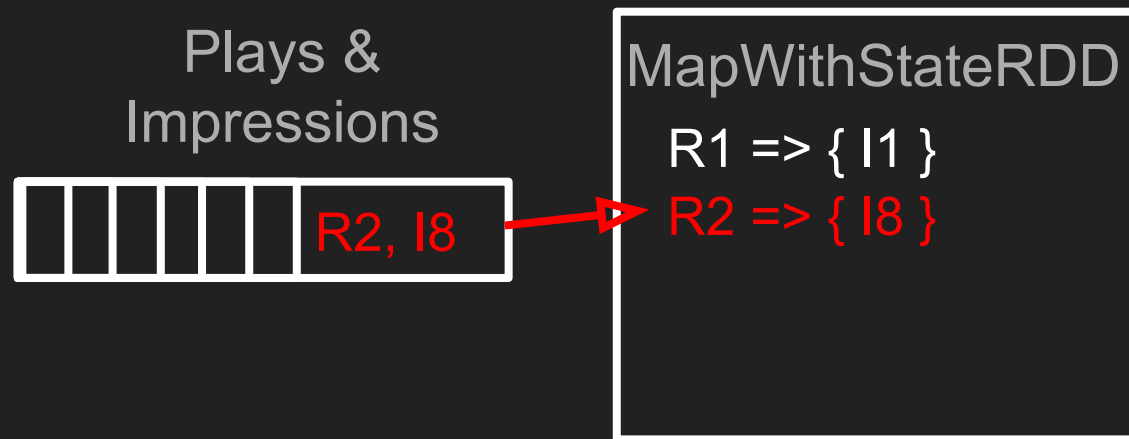 Plays &
Impressions
R2, I8
MapWithStateRDD
R1 => { I1 }
R2 => { I8 }